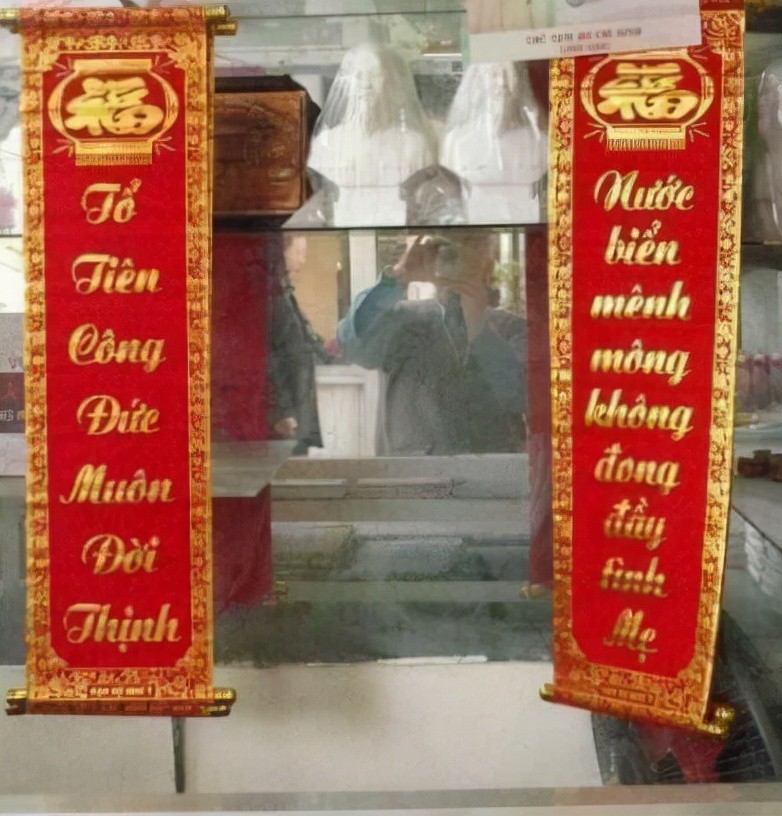 福
Tổ
Tiên
Công
Đức
Muôn
Đời
Thịnh
福
Nước
biển
mênh
mông
không
đong
đầy
tình
Mẹ